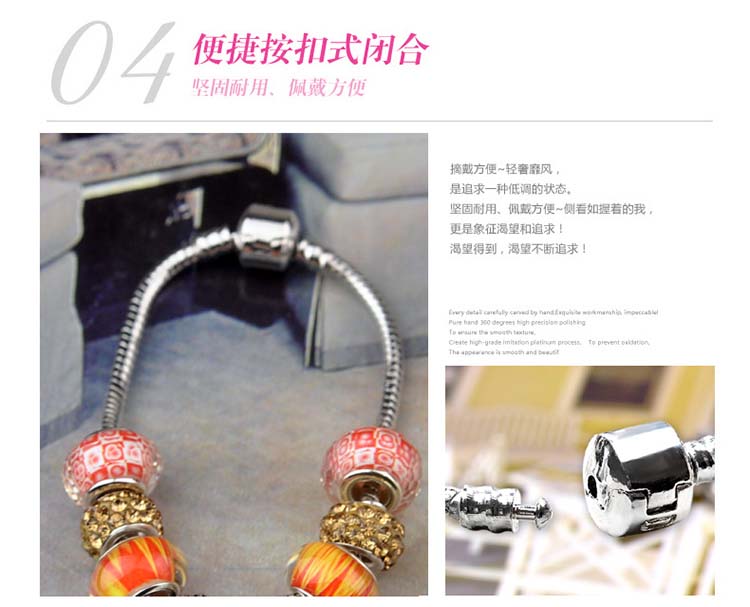 04 便捷按扣式闭合
坚固耐用、佩戴方便
摘戴方便~轻奢靡风，
是追求一种低调的状态。
坚固耐用、佩戴方便~侧看如握着的我，
更是象征渴望和追求！
渴望得到，渴望不断追求！
Every detail carefully carved by hand.Exquisite workmanship, impeccable!
Pure hand 360 degrees high precision polishing
To ensure the smooth texture,
Create high-grade imitation platinum process, To prevent oxidation,
The appearance is smooth and beautif